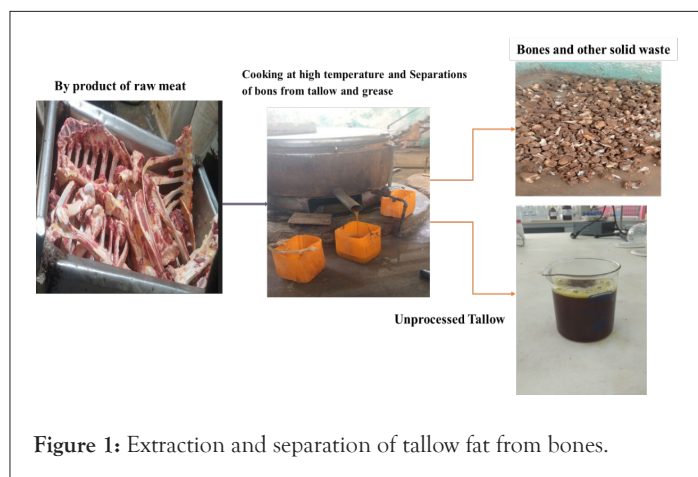 By product of raw meat
Cooking at high temperature and Separations
of bons from tallow and grease
Bones and other solid waste
Unprocessed Tallow
Figure 1: Extraction and separation of tallow fat from bones.